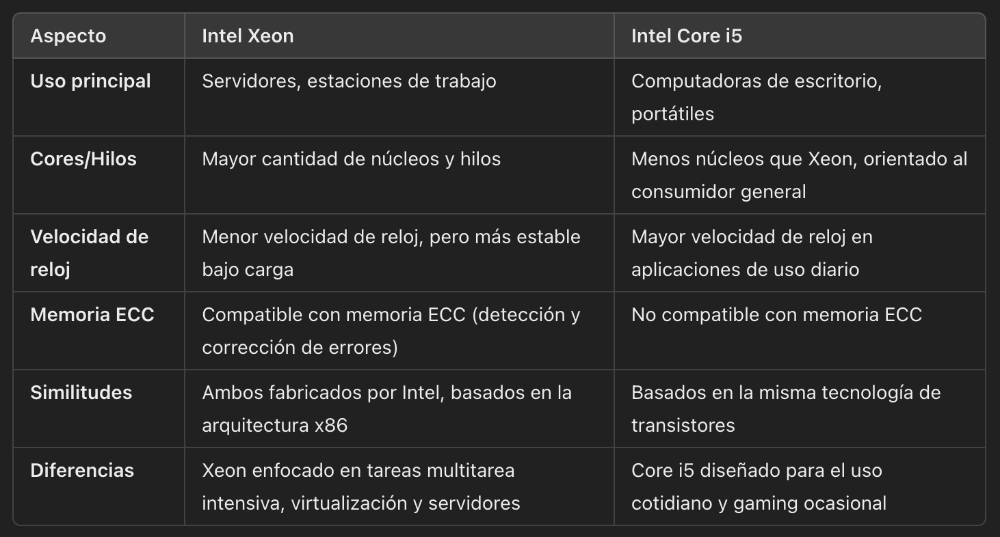 Aspecto
Intel Xeon
Intel Core i5
Uso principal
Servidores, estaciones de trabajo
Computadoras de escritorio,
portátiles
Cores/Hilos
Mayor cantidad de núcleos y hilos
Menos núcleos que Xeon, orientado al
consumidor general
Velocidad de
reloj
Menor velocidad de reloj, pero más estable
bajo carga
Mayor velocidad de reloj en
aplicaciones de uso diario
Memoria ECC
Compatible con memoria ECC (detección y
corrección de errores)
No compatible con memoria ECC
Similitudes
Ambos fabricados por Intel, basados en la
arquitectura x86
Basados en la misma tecnología de
transistores
Diferencias
Xeon enfocado en tareas multitarea
intensiva, virtualización y servidores
Core i5 diseñado para el uso
cotidiano y gaming ocasional